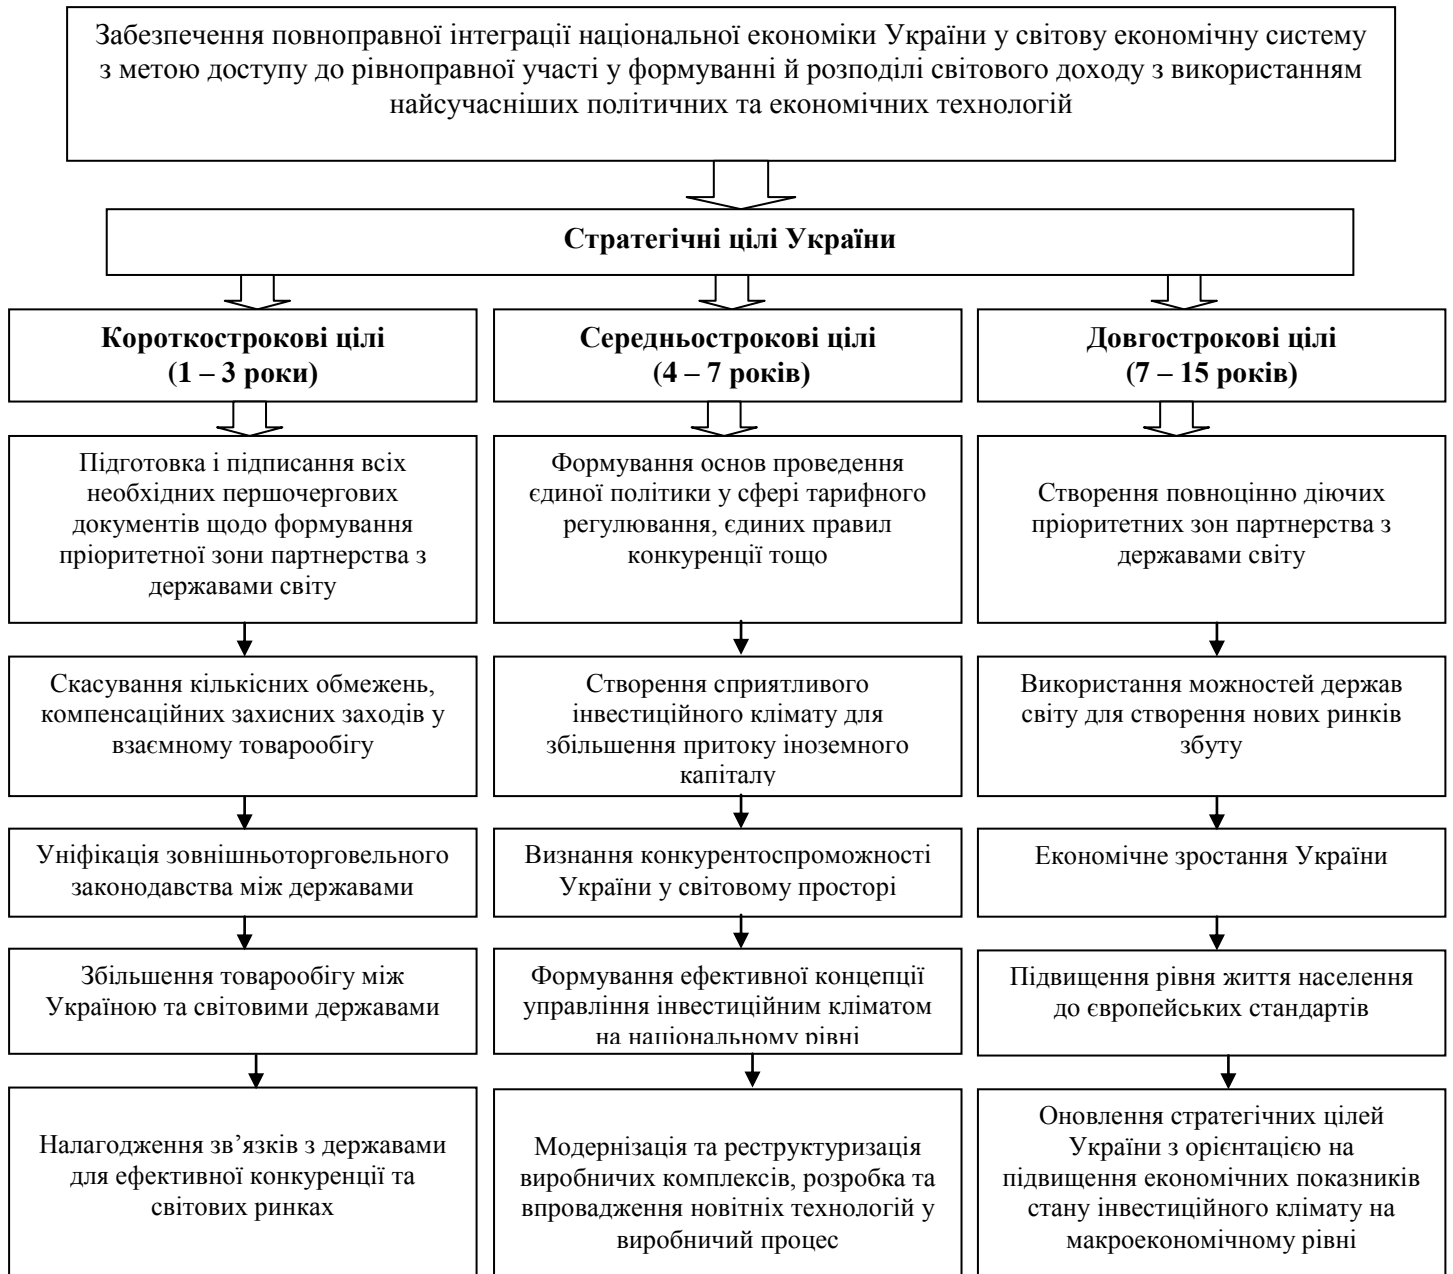 Забезпечення повноправної інтеграції національної економіки України у світову економічну систему
з метою доступу до рівноправної участі у формуванні й розподілі світового доходу з використанням
найсучасніших політичних та економічних технологій
Стратегічні цілі України
Короткострокові цілі
(1 – 3 роки)
Підготовка і підписання всіх
необхідних першочергових
документів щодо формування
пріоритетної зони партнерства з
державами світу
Скасування кількісних обмежень,
компенсаційних захисних заходів у
взаємному товарообігу
Уніфікація зовнішньоторговельного
законодавства між державами
Збільшення товарообігу між
Україною та світовими державами
Налагодження зв’язків з державами
для ефективної конкуренції та
світових ринках
Середньострокові цілі
(4 – 7 років)
Формування основ проведення
єдиної політики у сфері тарифного
регулювання, єдиних правил
конкуренції тощо
Створення сприятливого
інвестиційного клімату для
збільшення притоку іноземного
капіталу
Визнання конкурентоспроможності
України у світовому просторі
Формування ефективної концепції
управління інвестиційним кліматом
на національному рівні
Модернізація та реструктуризація
виробничих комплексів, розробка та
впровадження новітніх технологій у
виробничий процес
Довгострокові цілі
(7 – 15 років)
Створення повноцінно діючих
пріоритетних зон партнерства з
державами світу
Використання можностей держав
світу для створення нових ринків
збуту
Економічне зростання України
Підвищення рівня життя населення
до європейських стандартів
Оновлення стратегічних цілей
України з орієнтацією на
підвищення економічних показників
стану інвестиційного клімату на
макроекономічному рівні